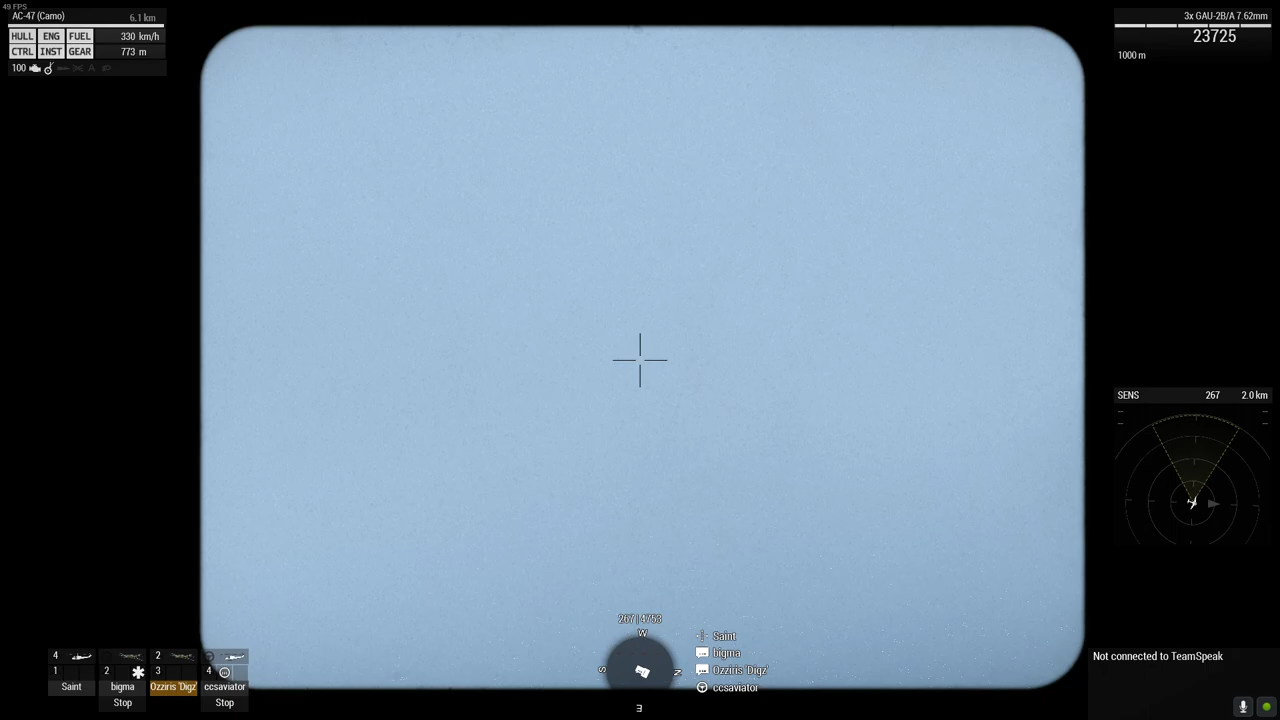 49 FPS
AC-47 (Camo) 6.1 km
HULL ENG FUEL 330 km/h
CTRL INST GEAR 773 m
100 A
3x GAU-2B/A 7.62mm
23725
1000 m
SENS 267 2.0 km
267 | 4753
W
S N
E
Saint
bigma
Ozziris 'Digz'
ccsaviator
4 2
1 2 3 4
Saint bigma Ozziris 'Digz' ccsaviator
Stop Stop
Not connected to TeamSpeak